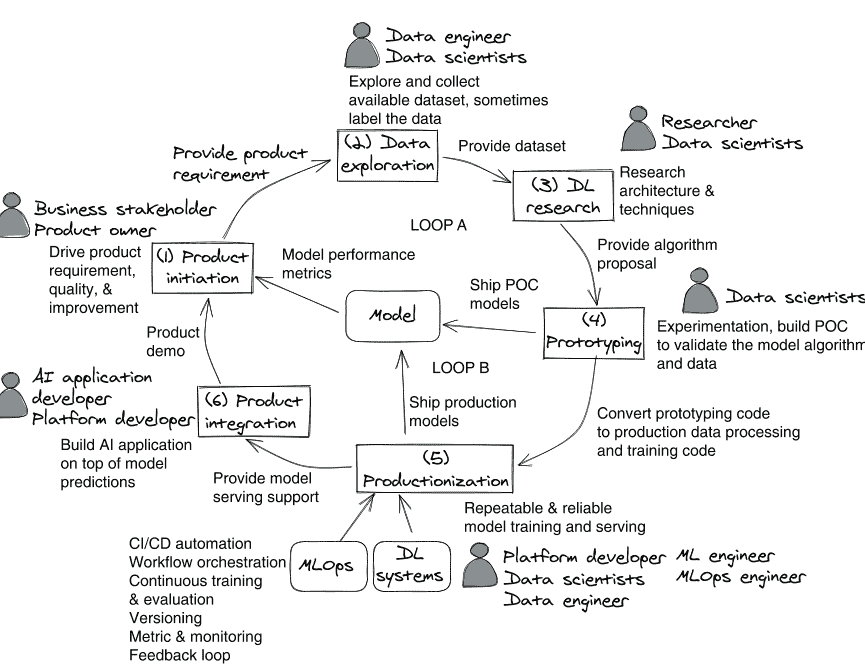 Data engineer
Data scientists
Explore and collect
available dataset, sometimes
label the data
(2) Data
exploration
Provide dataset
Researcher
Data scientists
(3) DL
research
Research
architecture &
techniques
Provide product
requirement
Business stakeholder
Product owner
Drive product
requirement,
quality, &
improvement
(1) Product
initiation
LOOP A
Model performance
metrics
Provide algorithm
proposal
Ship POC
models
Model
Data scientists
(4)
Prototyping
Experimentation, build POC
to validate the model algorithm
and data
Product
demo
LOOP B
AI application
developer
Platform developer
(6) Product
integration
Build AI application
on top of model
predictions
Ship production
models
Convert prototyping code
to production data processing
and training code
Provide model
serving support
(5)
Productionization
Repeatable & reliable
model training and serving
CI/CD automation
Workflow orchestration
Continuous training
& evaluation
Versioning
Metric & monitoring
Feedback loop
MLOps
DL
systems
Platform developer ML engineer
Data scientists MLOps engineer
Data engineer